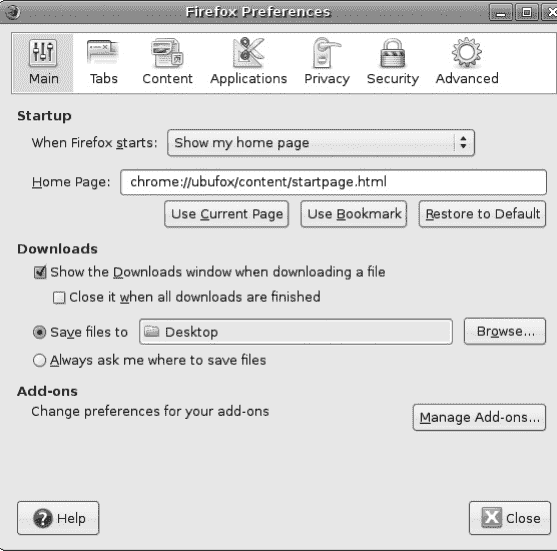 Firefox Preferences
Main Tabs Content Applications Privacy Security Advanced
Startup
When Firefox starts: Show my home page
Home Page: chrome://ubufox/content/startpage.html
Use Current Page Use Bookmark Restore to Default
Downloads
Show the Downloads window when downloading a file
Close it when all downloads are finished
Save files to Desktop Browse...
Always ask me where to save files
Add-ons
Change preferences for your add-ons
Manage Add-ons...
Help Close